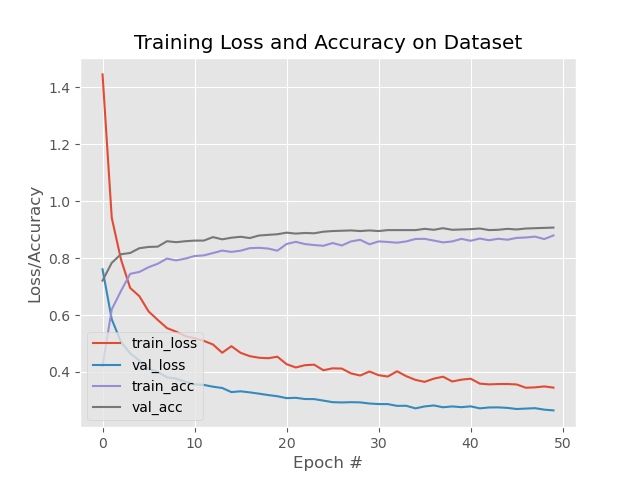 Training Loss and Accuracy on Dataset
Loss/Accuracy
1.4
1.2
1.0
0.8
0.6
0.4
train_loss
val_loss
train_acc
val_acc
0 10 20 30 40 50
Epoch #